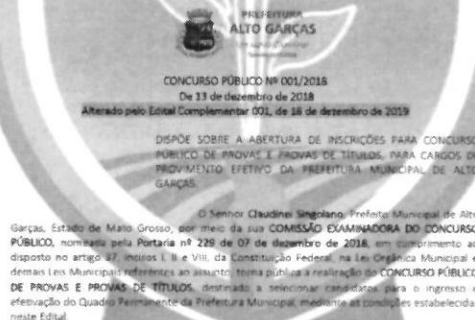 PREFEITURA
ALTO GARÇAS
CONCURSO PÚBLICO Nº 001/2018
De 13 de dezembro de 2018
Alterado pelo Edital Complementar 001, de 18 de dezembro de 2019
DISPÕE SOBRE A ABERTURA DE INSCRIÇÕES PARA CONCURSO
PÚBLICO DE PROVAS E PROVAS DE TÍTULOS, PARA CARGOS DE
PROVIMENTO EFETIVO DA PREFEITURA MUNICIPAL DE ALTO
GARÇAS.
O Senhor Claudinei Singolano, Prefeito Municipal de Alto
Garças, Estado de Mato Grosso, por meio da sua COMISSÃO EXAMINADORA DO CONCURSO
PÚBLICO, nomeada pela Portaria nº 229 de 07 de dezembro de 2018, em cumprimento ao
disposto no artigo 37, incisos I, II e VIII, da Constituição Federal, na Lei Orgânica Municipal e
demais Leis Municipais referentes ao assunto, torna pública a realização do CONCURSO PÚBLICO
DE PROVAS E PROVAS DE TÍTULOS, destinado a selecionar candidatos para o ingresso e
efetivação do Quadro Permanente da Prefeitura Municipal, mediante as condições estabelecidas
neste Edital